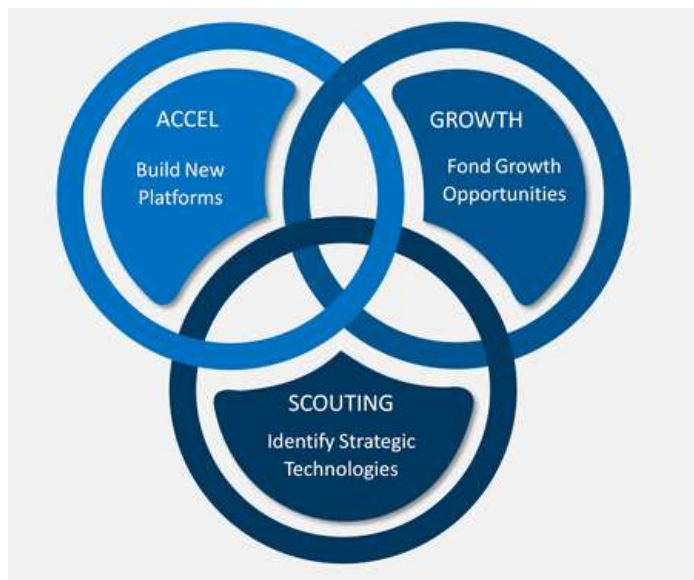 ACCEL
Build New
Platforms
GROWTH
Fond Growth
Opportunities
SCOUTING
Identify Strategic
Technologies